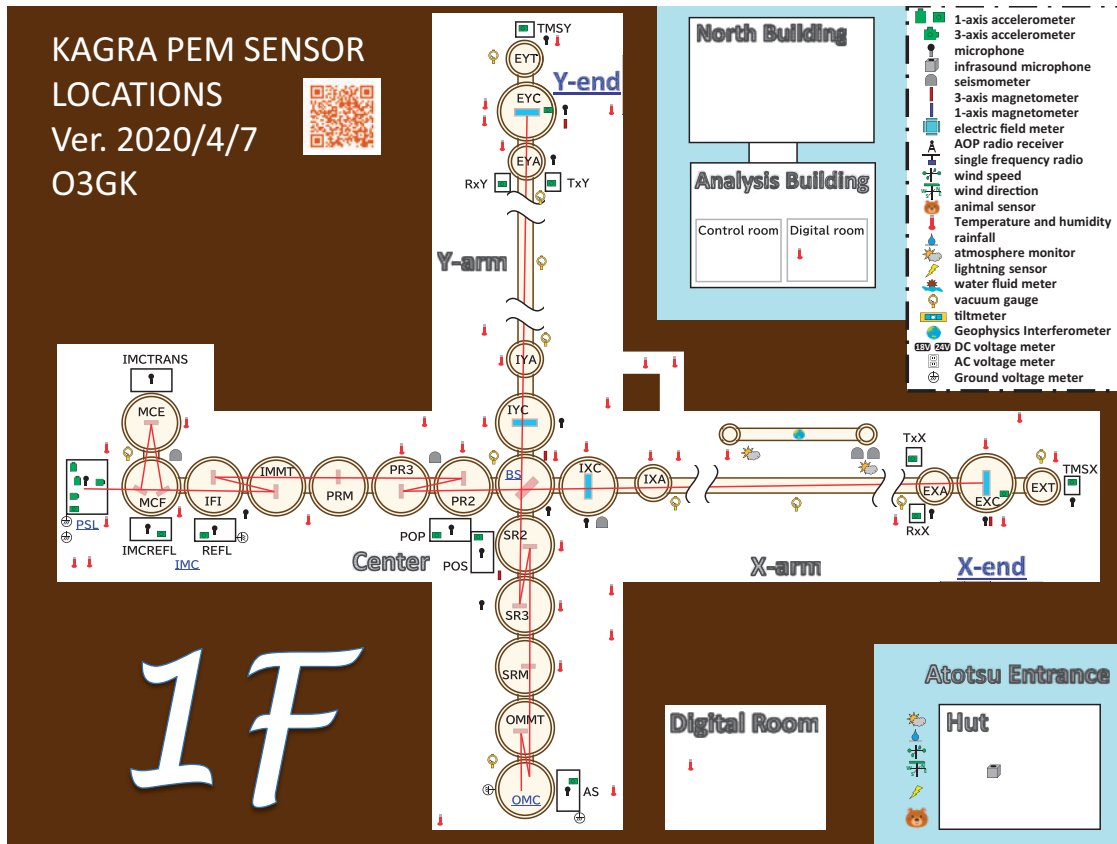 KAGRA PEM SENSOR
LOCATIONS
Ver. 2020/4/7
O3GK
TMSY
EYT
Y-end
EYC
EYA
RxY
TxY
Y-arm
North Building
Analysis Building
Control room
Digital room
1-axis accelerometer
3-axis accelerometer
microphone
infrasound microphone
seismometer
3-axis magnetometer
1-axis magnetometer
electric field meter
AOP radio receiver
single frequency radio
wind speed
wind direction
animal sensor
Temperature and humidity
rainfall
atmosphere monitor
lightning sensor
water fluid meter
vacuum gauge
tiltmeter
Geophysics Interferometer
18V 24V DC voltage meter
AC voltage meter
Ground voltage meter
IMCTRANS
IYA
MCE
IYC
TxX
IMMT
PR3
BS
IXC
TMSX
PSL
MCF
IFI
PRM
PR2
IXA
EXA
EXC
EXT
IMCREFL
REFL
IMC
POP
POS
SR2
RxX
Center
X-arm
X-end
SR3
SRM
1F
OMMT
OMC
AS
Digital Room
Atotsu Entrance
Hut